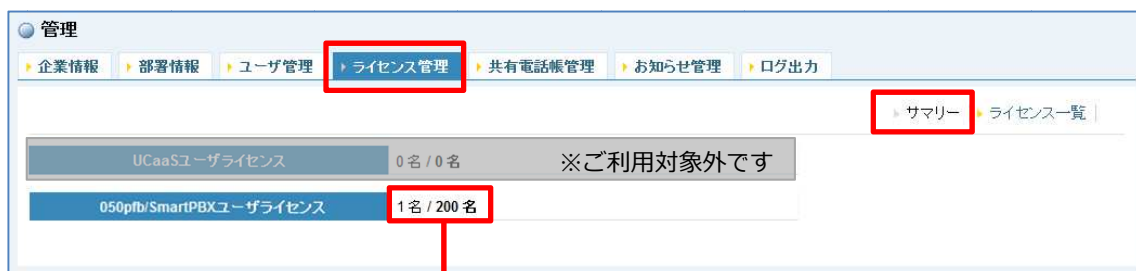 管理
企業情報 部署情報 ユーザ管理 ライセンス管理 共有電話帳管理 お知らせ管理 ログ出力
サマリー ライセンス一覧
UCaaSユーザライセンス 0名 / 0名 ※ご利用対象外です
050pfb/SmartPBXユーザライセンス 1名 / 200名